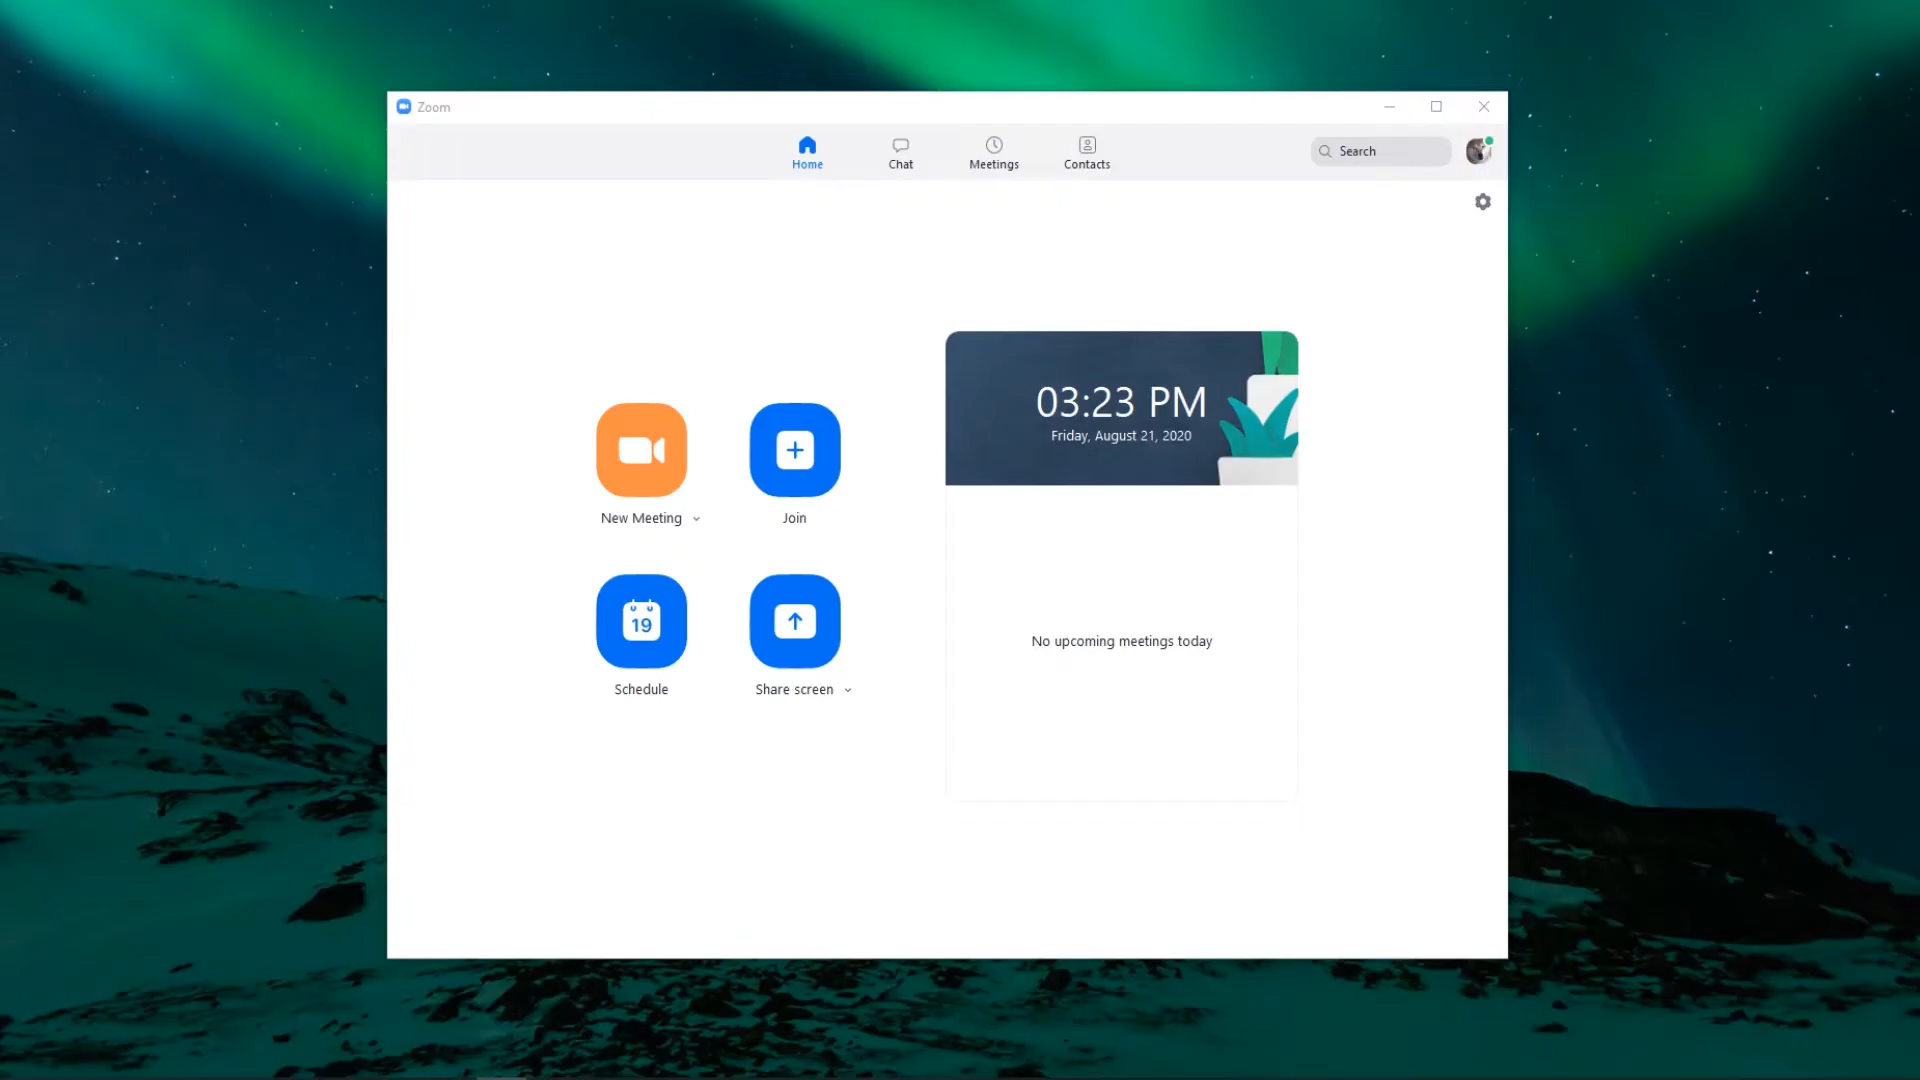 Zoom
Home
Chat
Meetings
Contacts
Search
03:23 PM
Friday, August 21, 2020
New Meeting
Join
19
Schedule
Share screen
No upcoming meetings today